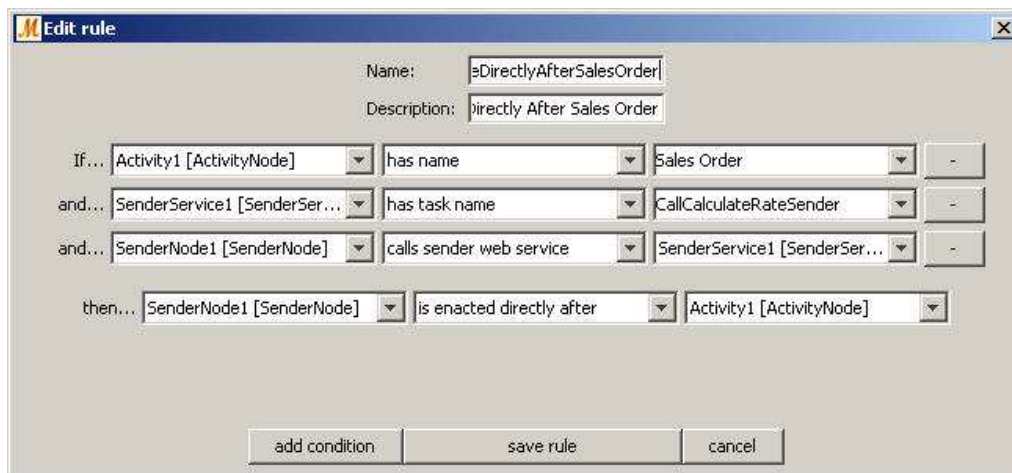 M Edit rule
Name: eDirectlyAfterSalesOrder
Description: Directly After Sales Order
If... Activity1 [ActivityNode] has name Sales Order -
and... SenderService1 [SenderSer... has task name CallCalculateRateSender -
and... SenderNode1 [SenderNode] calls sender web service SenderService1 [SenderSer... -
then... SenderNode1 [SenderNode] is enacted directly after Activity1 [ActivityNode]
add condition save rule cancel